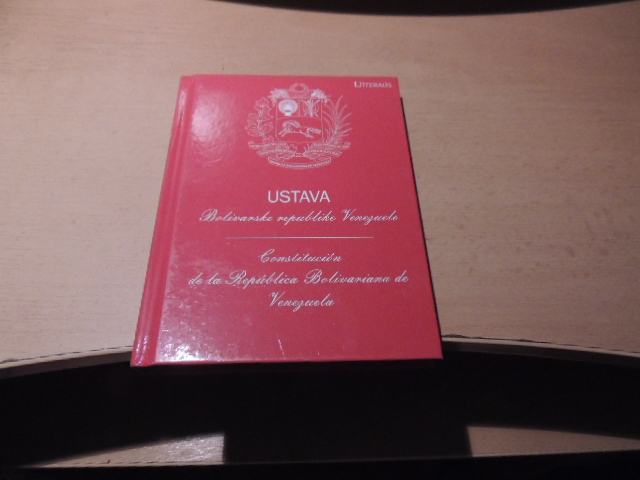 LITTERALIS
USTAVA
Bolivarske republike Venezuele
Constitución
de la República Bolivariana de
Venezuela